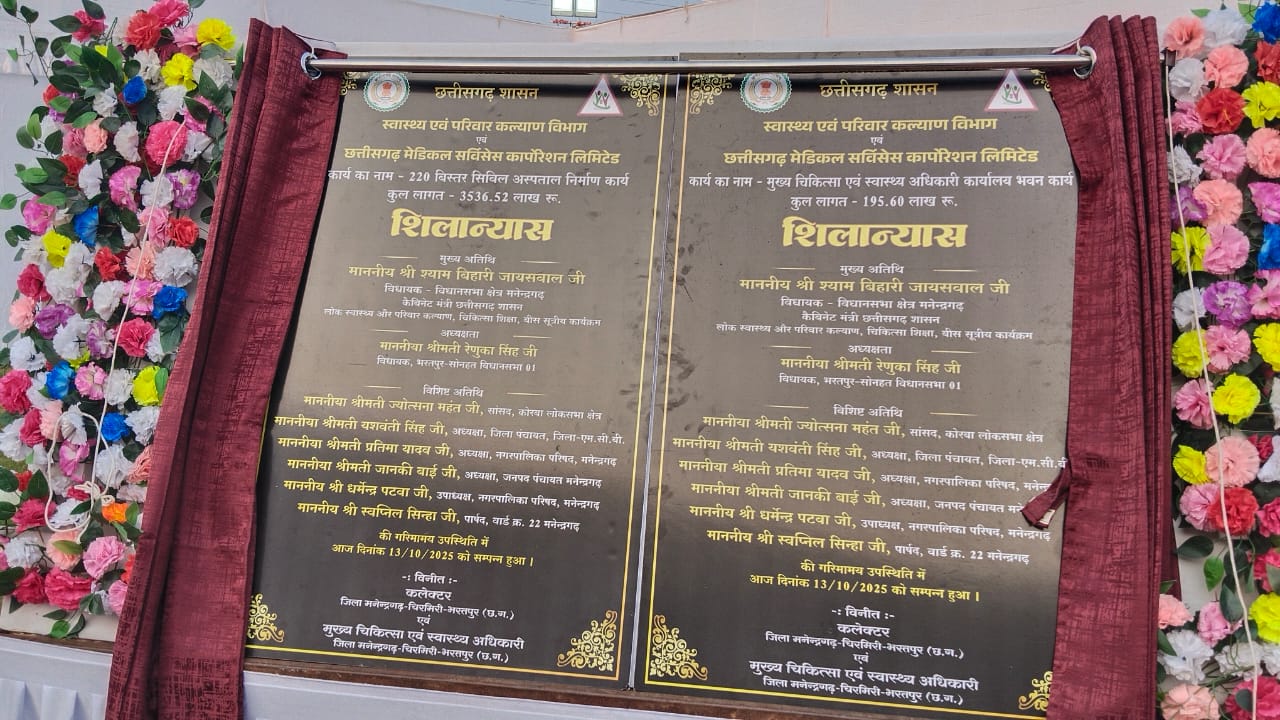 छत्तीसगढ़ शासन
स्वास्थ्य एवं परिवार कल्याण विभाग
एवं
छत्तीसगढ़ मेडिकल सर्विसेस कार्पोरेशन लिमिटेड
कार्य का नाम - 220 विस्तर सिविल अस्पताल निर्माण कार्य
कुल लागत - 3536.52 लाख रू.
शिलान्यास
मुख्य अतिथि
माननीय श्री श्याम बिहारी जायसवाल जी
विधायक - विधानसभा क्षेत्र मनेन्द्रगढ़
कैबिनेट मंत्री छत्तीसगढ़ शासन
लोक स्वास्थ्य और परिवार कल्याण, चिकित्सा शिक्षा, बीस सूत्रीय कार्यक्रम
अध्यक्षता
माननीया श्रीमती रेणुका सिंह जी
विधायक, भरतपुर-सोनहत विधानसभा 01
विशिष्ट अतिथि
माननीया श्रीमती ज्योत्सना महंत जी, सांसद, कोरबा लोकसभा क्षेत्र
माननीया श्रीमती यशवंती सिंह जी, अध्यक्षा, जिला पंचायत, जिला-एम.सी.बी.
माननीया श्रीमती प्रतिमा यादव जी, अध्यक्षा, नगरपालिका परिषद, मनेन्द्रगढ़
माननीया श्रीमती जानकी बाई जी, अध्यक्षा, जनपद पंचायत मनेन्द्रगढ़
माननीय श्री धर्मेन्द्र पटवा जी, उपाध्यक्ष, नगरपालिका परिषद, मनेन्द्रगढ़
माननीय श्री स्वप्निल सिन्हा जी, पार्षद, वार्ड क्र. 22 मनेन्द्रगढ़
की गरिमामय उपस्थिति में
आज दिनांक 13/10/2025 को सम्पन्न हुआ।
-: विनीत :-
कलेक्टर
जिला मनेन्द्रगढ़-चिरमिरी-भरतपुर (छ.ग.)
एवं
मुख्य चिकित्सा एवं स्वास्थ्य अधिकारी
जिला मनेन्द्रगढ़-चिरमिरी-भरतपुर (छ.ग.)
छत्तीसगढ़ शासन
स्वास्थ्य एवं परिवार कल्याण विभाग
एवं
छत्तीसगढ़ मेडिकल सर्विसेस कार्पोरेशन लिमिटेड
कार्य का नाम - मुख्य चिकित्सा एवं स्वास्थ्य अधिकारी कार्यालय भवन कार्य
कुल लागत - 195.60 लाख रू.
शिलान्यास
मुख्य अतिथि
माननीय श्री श्याम बिहारी जायसवाल जी
विधायक - विधानसभा क्षेत्र मनेन्द्रगढ़
कैबिनेट मंत्री छत्तीसगढ़ शासन
लोक स्वास्थ्य और परिवार कल्याण, चिकित्सा शिक्षा, बीस सूत्रीय कार्यक्रम
अध्यक्षता
माननीया श्रीमती रेणुका सिंह जी
विधायक, भरतपुर-सोनहत विधानसभा 01
विशिष्ट अतिथि
माननीया श्रीमती ज्योत्सना महंत जी, सांसद, कोरबा लोकसभा क्षेत्र
माननीया श्रीमती यशवंती सिंह जी, अध्यक्षा, जिला पंचायत, जिला-एम.सी.बी
माननीया श्रीमती प्रतिमा यादव जी, अध्यक्षा, नगरपालिका परिषद, मनेन्द्र
माननीया श्रीमती जानकी बाई जी, अध्यक्षा, जनपद पंचायत मने
माननीय श्री धर्मेन्द्र पटवा जी, उपाध्यक्ष, नगरपालिका परिषद, मनेन्द्रगढ़
माननीय श्री स्वप्निल सिन्हा जी, पार्षद, वार्ड क्र. 22 मनेन्द्रगढ़
की गरिमामय उपस्थिति में
आज दिनांक 13/10/2025 को सम्पन्न हुआ।
-: विनीत :-
कलेक्टर
जिला मनेन्द्रगढ़-चिरमिरी-भरतपुर (छ.ग.)
एवं
मुख्य चिकित्सा एवं स्वास्थ्य अधिकारी
जिला मनेन्द्रगढ़-चिरमिरी-भरतपुर (छ.ग.)